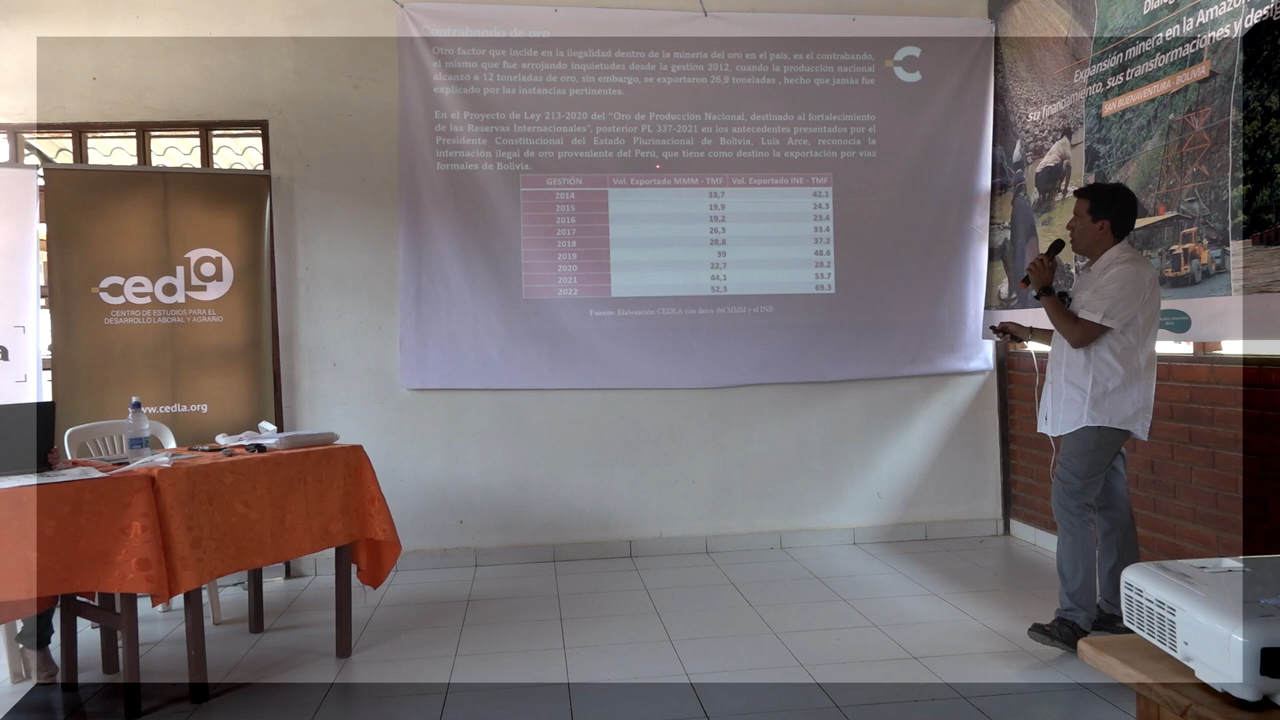 Contrabando de oro
Otro factor que incide en la ilegalidad dentro de la minería del oro en el país, es el contrabando,
el mismo que fue arrojando inquietudes desde la gestión 2012, cuando la producción nacional
alcanzó a 12 toneladas de oro, sin embargo, se exportaron 26,9 toneladas , hecho que jamás fue
explicado por las instancias pertinentes.
En el Proyecto de Ley 213-2020 del "Oro de Producción Nacional, destinado al fortalecimiento
de las Reservas Internacionales", posterior PL 337-2021 en los antecedentes presentados por el
Presidente Constitucional del Estado Plurinacional de Bolivia, Luis Arce, reconocía la
internación ilegal de oro proveniente del Perú, que tiene como destino la exportación por vías
formales de Bolivia.
GESTIÓN Vol. Exportado MMM - TMF Vol. Exportado INE - TMF
2014 33,7 42.1
2015 19,9 24.3
2016 19,2 23.4
2017 26,3 33.4
2018 28,8 37.2
2019 39 48.6
2020 22,7 28.2
2021 44,1 53.7
2022 52,3 69.3
Fuente: Elaboración CEDLA con datos del MMM y el INE
cedla
CENTRO DE ESTUDIOS PARA EL
DESARROLLO LABORAL Y AGRARIO
www.cedla.org
a
Expansión minera en la Amazon
su financiamiento, sus transformaciones y desa
SAN BUENAVENTURA - BOLIVIA